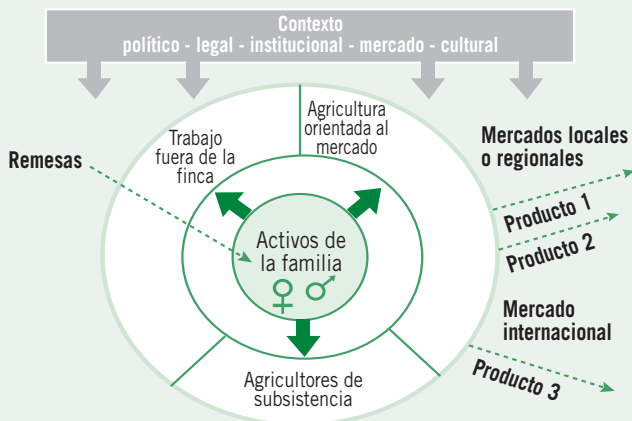 Contexto
político - legal - institucional - mercado - cultural
Agricultura
orientada al
mercado
Trabajo
fuera de la
finca
Remesas
Mercados locales
o regionales
Producto 1
Producto 2
Activos de
la familia
Mercado
internacional
Producto 3
Agricultores de
subsistencia